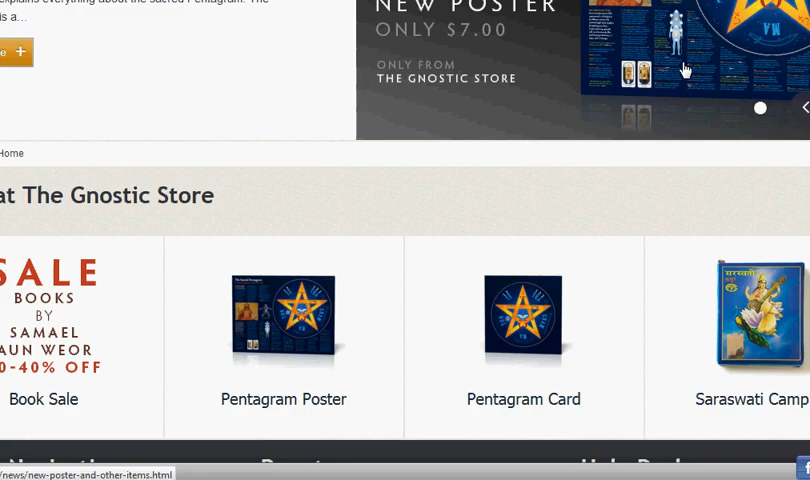 explains everything about the sacred Pentagram. The
is a...
NEW POSTER
ONLY $7.00
ONLY FROM
THE GNOSTIC STORE
Home
at The Gnostic Store
SALE
BOOKS
BY
SAMAEL
AUN WEOR
0-40% OFF
Book Sale
Pentagram Poster
Pentagram Card
सरस्वती
Saraswati Camp
/news/new-poster-and-other-items.html